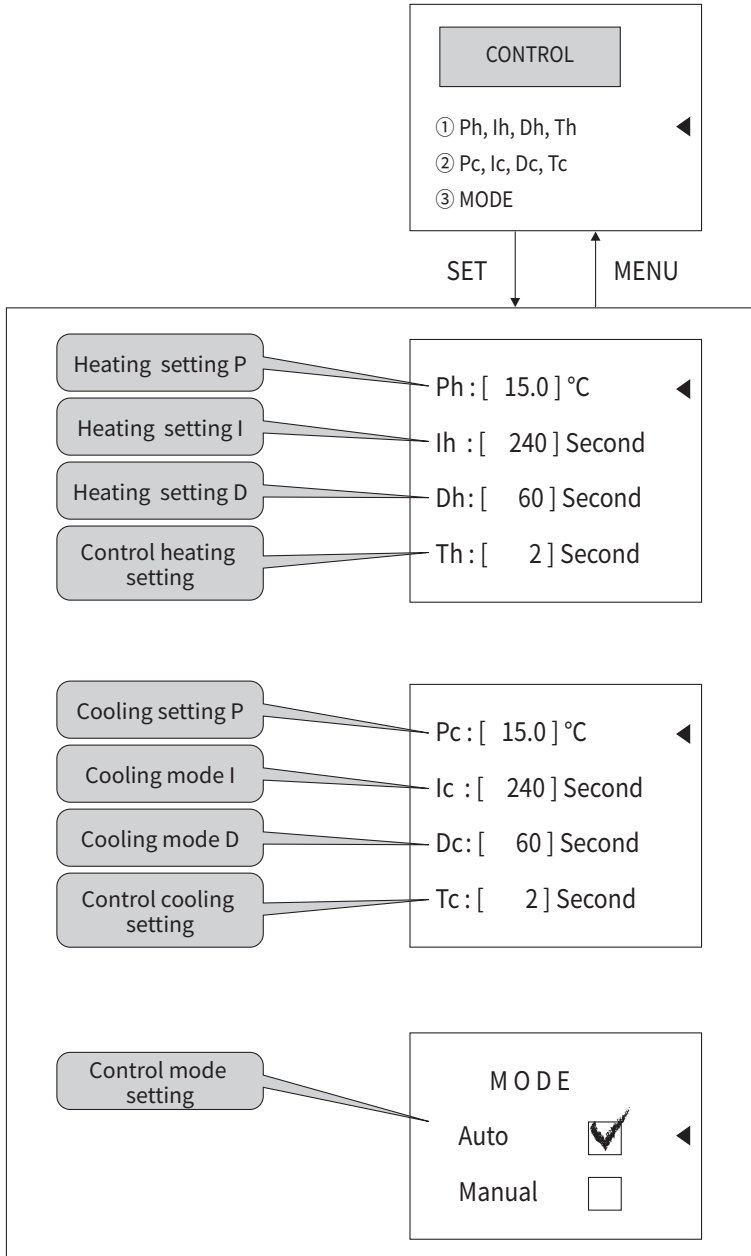 CONTROL
① Ph, Ih, Dh, Th
② Pc, Ic, Dc, Tc
③ MODE
SET
MENU
Heating setting P
Heating setting I
Heating setting D
Control heating
setting
Ph : [ 15.0 ] °C
Ih : [ 240 ] Second
Dh: [ 60 ] Second
Th : [ 2 ] Second
Cooling setting P
Cooling mode I
Cooling mode D
Control cooling
setting
Pc : [ 15.0 ] °C
Ic : [ 240 ] Second
Dc: [ 60 ] Second
Tc : [ 2 ] Second
Control mode
setting
M O D E
Auto
Manual